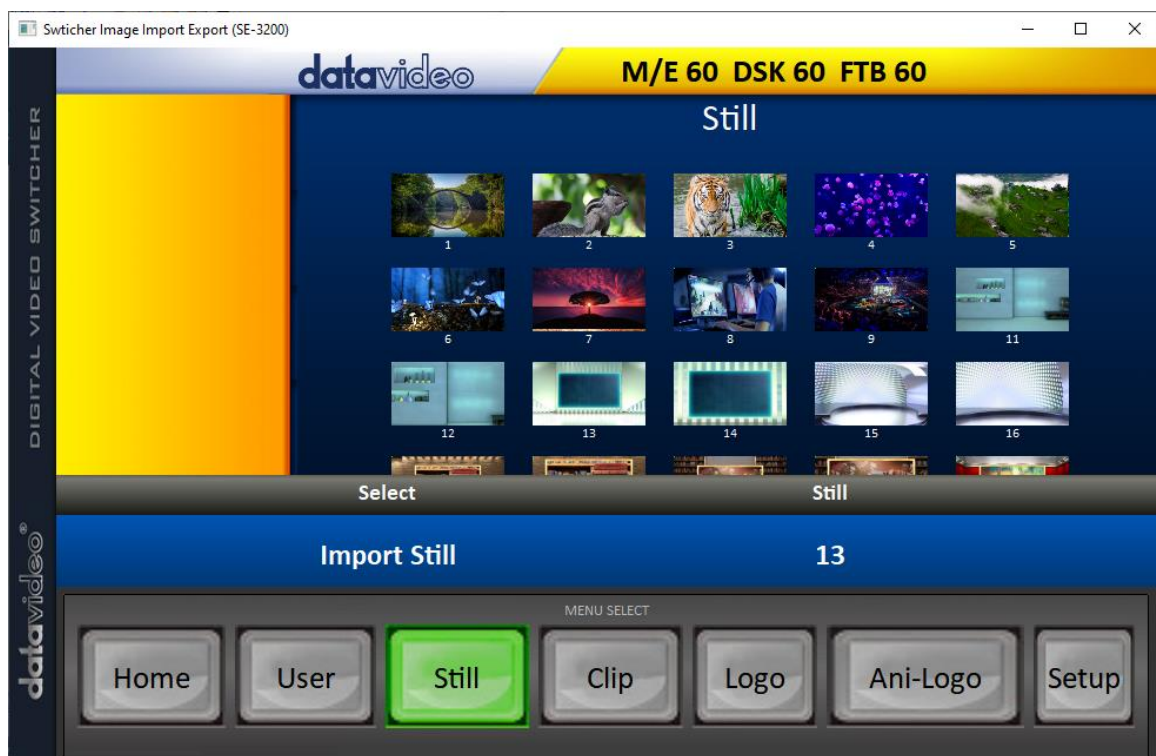 Swticher Image Import Export (SE-3200)
datavideo
M/E 60 DSK 60 FTB 60
DIGITAL VIDEO SWITCHER
datavideo®
Still
1 2 3 4 5
6 7 8 9 11
12 13 14 15 16
Select Still
Import Still 13
MENU SELECT
Home User Still Clip Logo Ani-Logo Setup